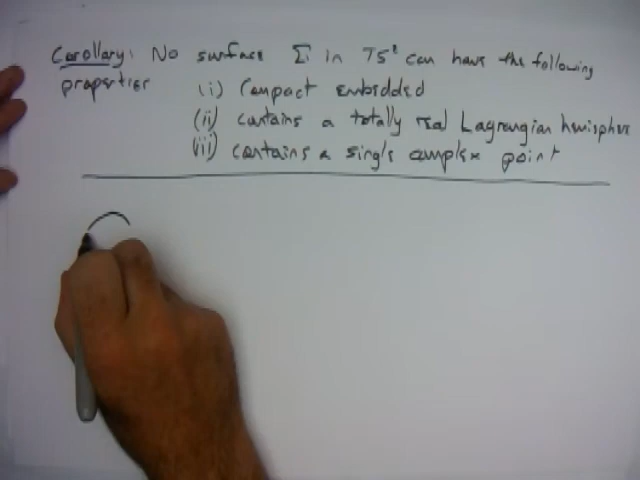 Corollary: No surface Σ in TS² can have the following
properties (i) Compact embedded
(ii) contains a totally real Lagrangian hemisphere
(iii) contains a single complex point